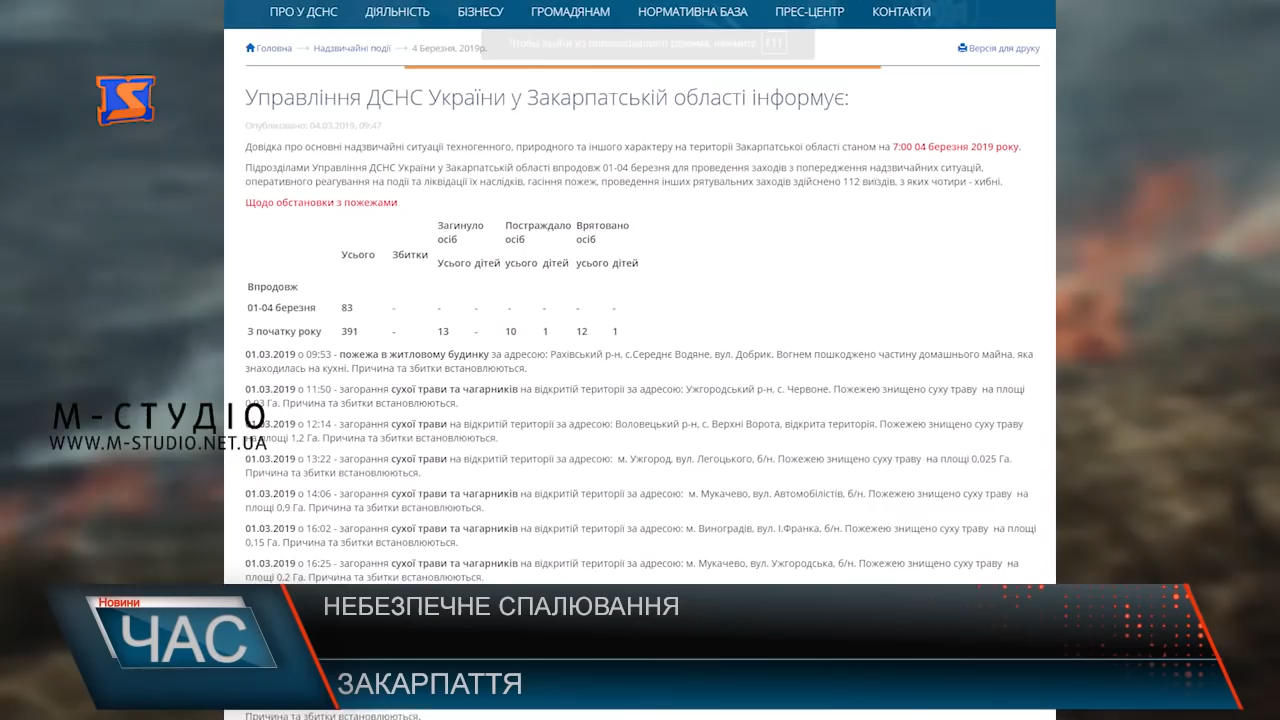 ПРО У ДСНС ДІЯЛЬНІСТЬ БІЗНЕСУ ГРОМАДЯНАМ НОРМАТИВНА БАЗА ПРЕС-ЦЕНТР КОНТАКТИ
Чтобы выйти из полноэкранного режима, нажмите F11
Головна → Надзвичайні події → 4 Березня, 2019р. Версія для друку
Управління ДСНС України у Закарпатській області інформує:
Опубліковано: 04.03.2019, 09:47
Довідка про основні надзвичайні ситуації техногенного, природного та іншого характеру на території Закарпатської області станом на 7:00 04 березня 2019 року.
Підрозділами Управління ДСНС України у Закарпатській області впродовж 01-04 березня для проведення заходів з попередження надзвичайних ситуацій,
оперативного реагування на події та ліквідації їх наслідків, гасіння пожеж, проведення інших рятувальних заходів здійснено 112 виїздів, з яких чотири - хибні.
Щодо обстановки з пожежами
Загинуло Постраждало Врятовано
осіб осіб осіб
Усього Збитки
Усього дітей усього дітей усього дітей
Впродовж
01-04 березня 83 - - - - - - -
З початку року 391 - 13 - 10 1 12 1
01.03.2019 о 09:53 - пожежа в житловому будинку за адресою: Рахівський р-н, с.Середнє Водяне, вул. Добрик. Вогнем пошкоджено частину домашнього майна, яка
знаходилась на кухні. Причина та збитки встановлюються.
01.03.2019 о 11:50 - загорання сухої трави та чагарників на відкритій території за адресою: Ужгородський р-н, с. Червоне. Пожежею знищено суху траву на площі
0,03 Га. Причина та збитки встановлюються.
01.03.2019 о 12:14 - загорання сухої трави на відкритій території за адресою: Воловецький р-н, с. Верхні Ворота, відкрита територія. Пожежею знищено суху траву
на площі 1,2 Га. Причина та збитки встановлюються.
01.03.2019 о 13:22 - загорання сухої трави на відкритій території за адресою: м. Ужгород, вул. Легоцького, б/н. Пожежею знищено суху траву на площі 0,025 Га.
Причина та збитки встановлюються.
01.03.2019 о 14:06 - загорання сухої трави та чагарників на відкритій території за адресою: м. Мукачево, вул. Автомобілістів, б/н. Пожежею знищено суху траву на
площі 0,9 Га. Причина та збитки встановлюються.
01.03.2019 о 16:02 - загорання сухої трави та чагарників на відкритій території за адресою: м. Виноградів, вул. І.Франка, б/н. Пожежею знищено суху траву на площі
0,15 Га. Причина та збитки встановлюються.
01.03.2019 о 16:25 - загорання сухої трави та чагарників на відкритій території за адресою: м. Мукачево, вул. Ужгородська, б/н. Пожежею знищено суху траву на
площі 0,2 Га. Причина та збитки встановлюються.
М-СТУДІО
WWW.M-STUDIO.NET.UA
Новини
ЧАС
НЕБЕЗПЕЧНЕ СПАЛЮВАННЯ
ЗАКАРПАТТЯ
Причина та збитки встановлюються.